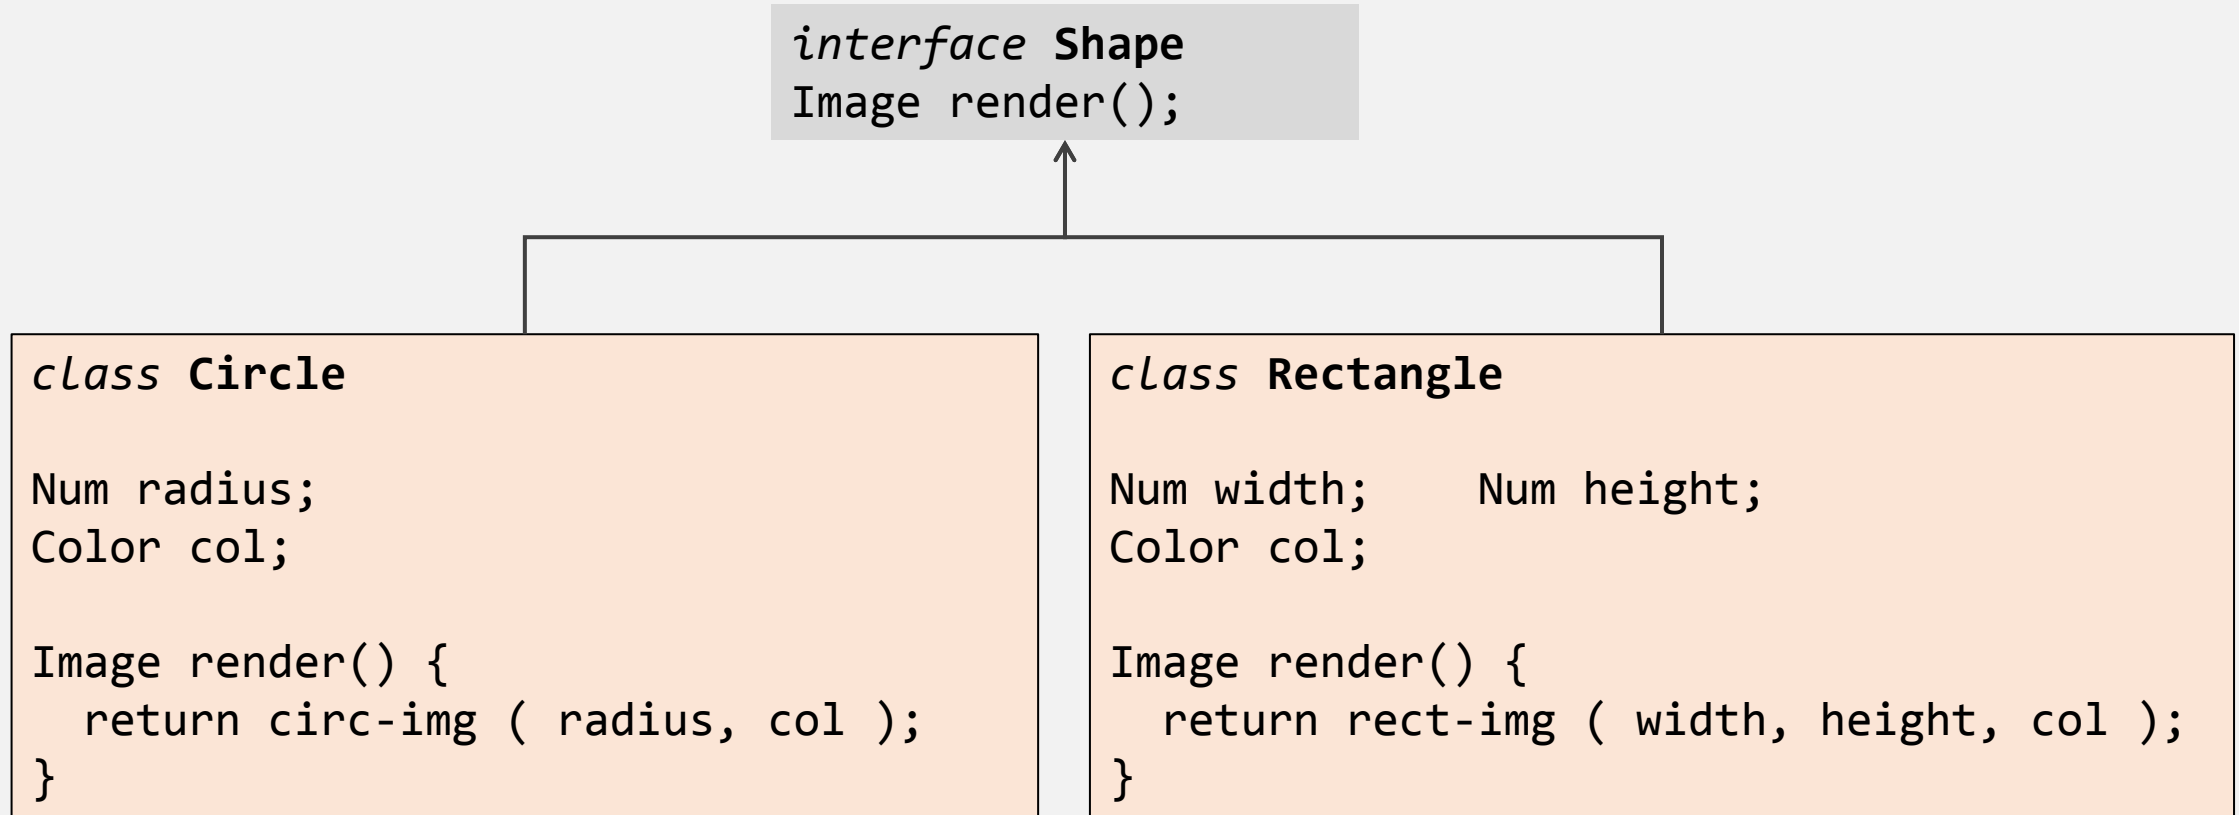 interface Shape
Image render();
class Circle
Num radius;
Color col;
Image render() {
  return circ-img ( radius, col );
}
class Rectangle
Num width;    Num height;
Color col;
Image render() {
  return rect-img ( width, height, col );
}